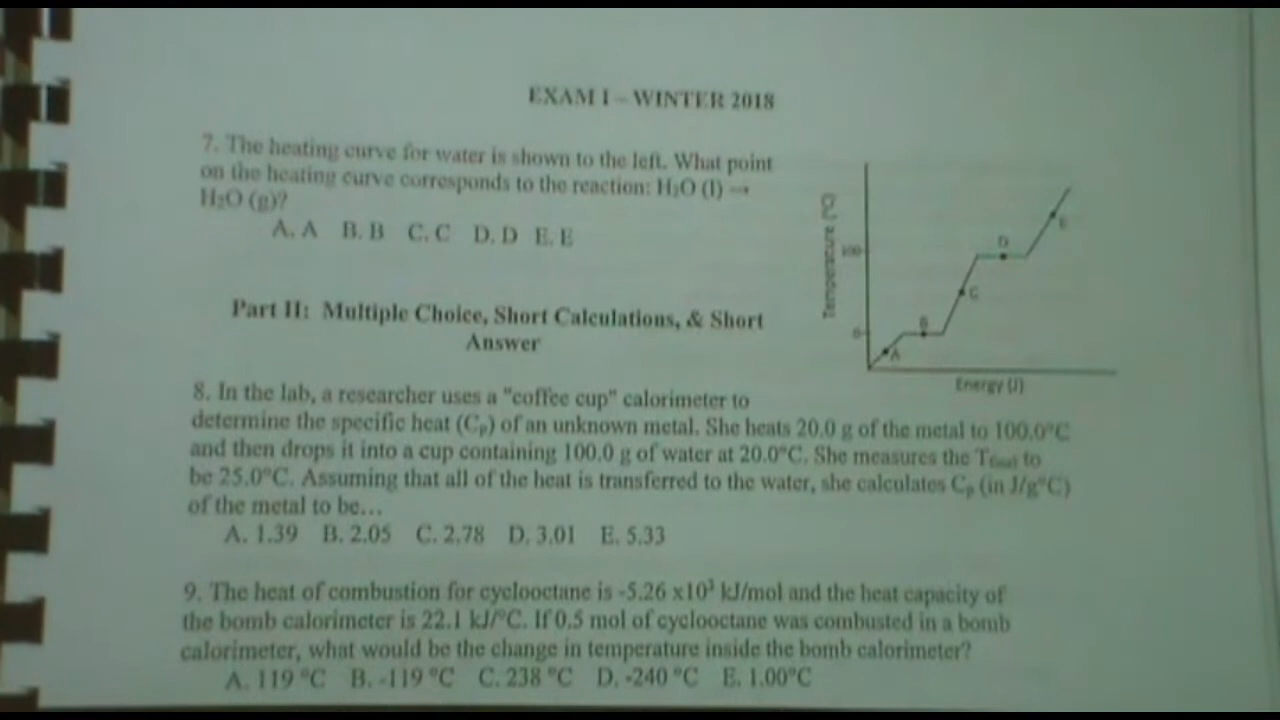 EXAM I – WINTER 2018
7. The heating curve for water is shown to the left. What point
on the heating curve corresponds to the reaction: H₂O (l) →
H₂O (g)?
A. A B. B C. C D. D E. E
Temperature (C)
100
0
A
B
C
D
E
Energy (J)
Part II: Multiple Choice, Short Calculations, & Short
Answer
8. In the lab, a researcher uses a "coffee cup" calorimeter to
determine the specific heat (Cₚ) of an unknown metal. She heats 20.0 g of the metal to 100.0°C
and then drops it into a cup containing 100.0 g of water at 20.0°C. She measures the T_final to
be 25.0°C. Assuming that all of the heat is transferred to the water, she calculates Cₚ (in J/g°C)
of the metal to be...
A. 1.39 B. 2.05 C. 2.78 D. 3.01 E. 5.33
9. The heat of combustion for cyclooctane is -5.26 x10³ kJ/mol and the heat capacity of
the bomb calorimeter is 22.1 kJ/°C. If 0.5 mol of cyclooctane was combusted in a bomb
calorimeter, what would be the change in temperature inside the bomb calorimeter?
A. 119 °C B. -119 °C C. 238 °C D. -240 °C E. 1.00°C